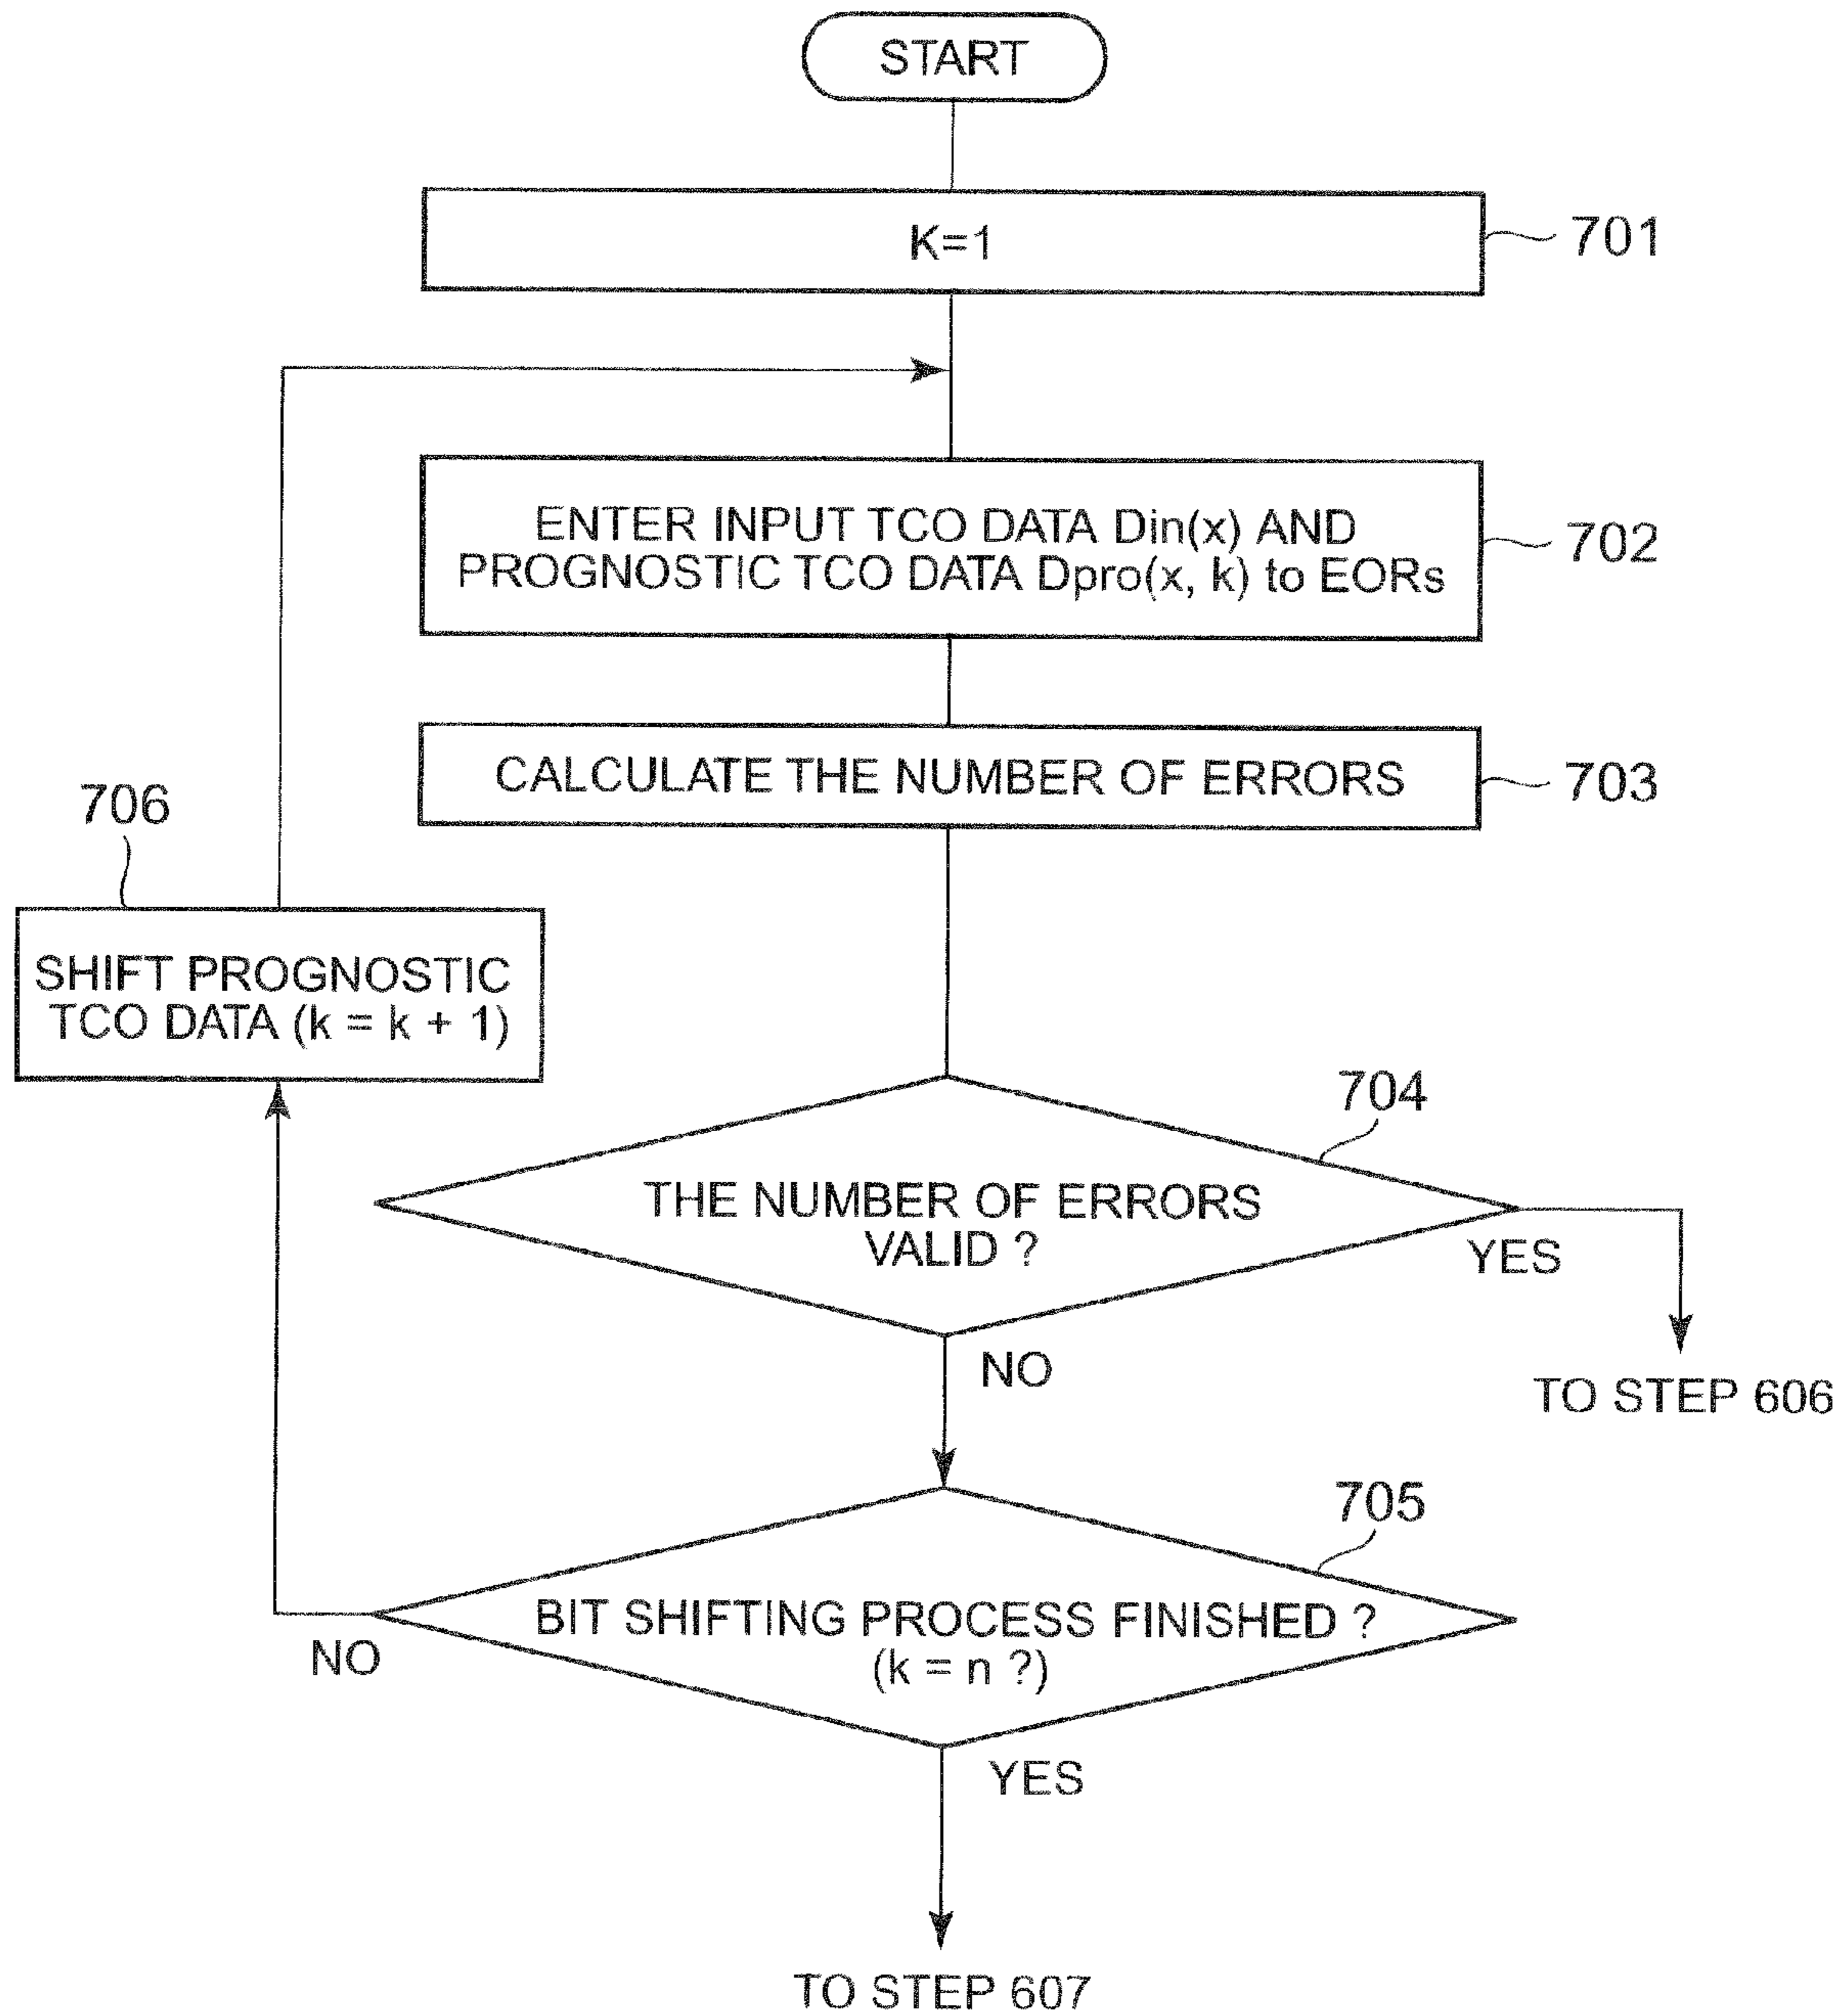 START
K=1
701
ENTER INPUT TCO DATA Din(x) AND
PROGNOSTIC TCO DATA Dpro(x, k) to EORs
702
CALCULATE THE NUMBER OF ERRORS
703
706
SHIFT PROGNOSTIC
TCO DATA (k = k + 1)
704
THE NUMBER OF ERRORS
VALID ?
YES
NO
TO STEP 606
705
BIT SHIFTING PROCESS FINISHED ?
(k = n ?)
NO
YES
TO STEP 607